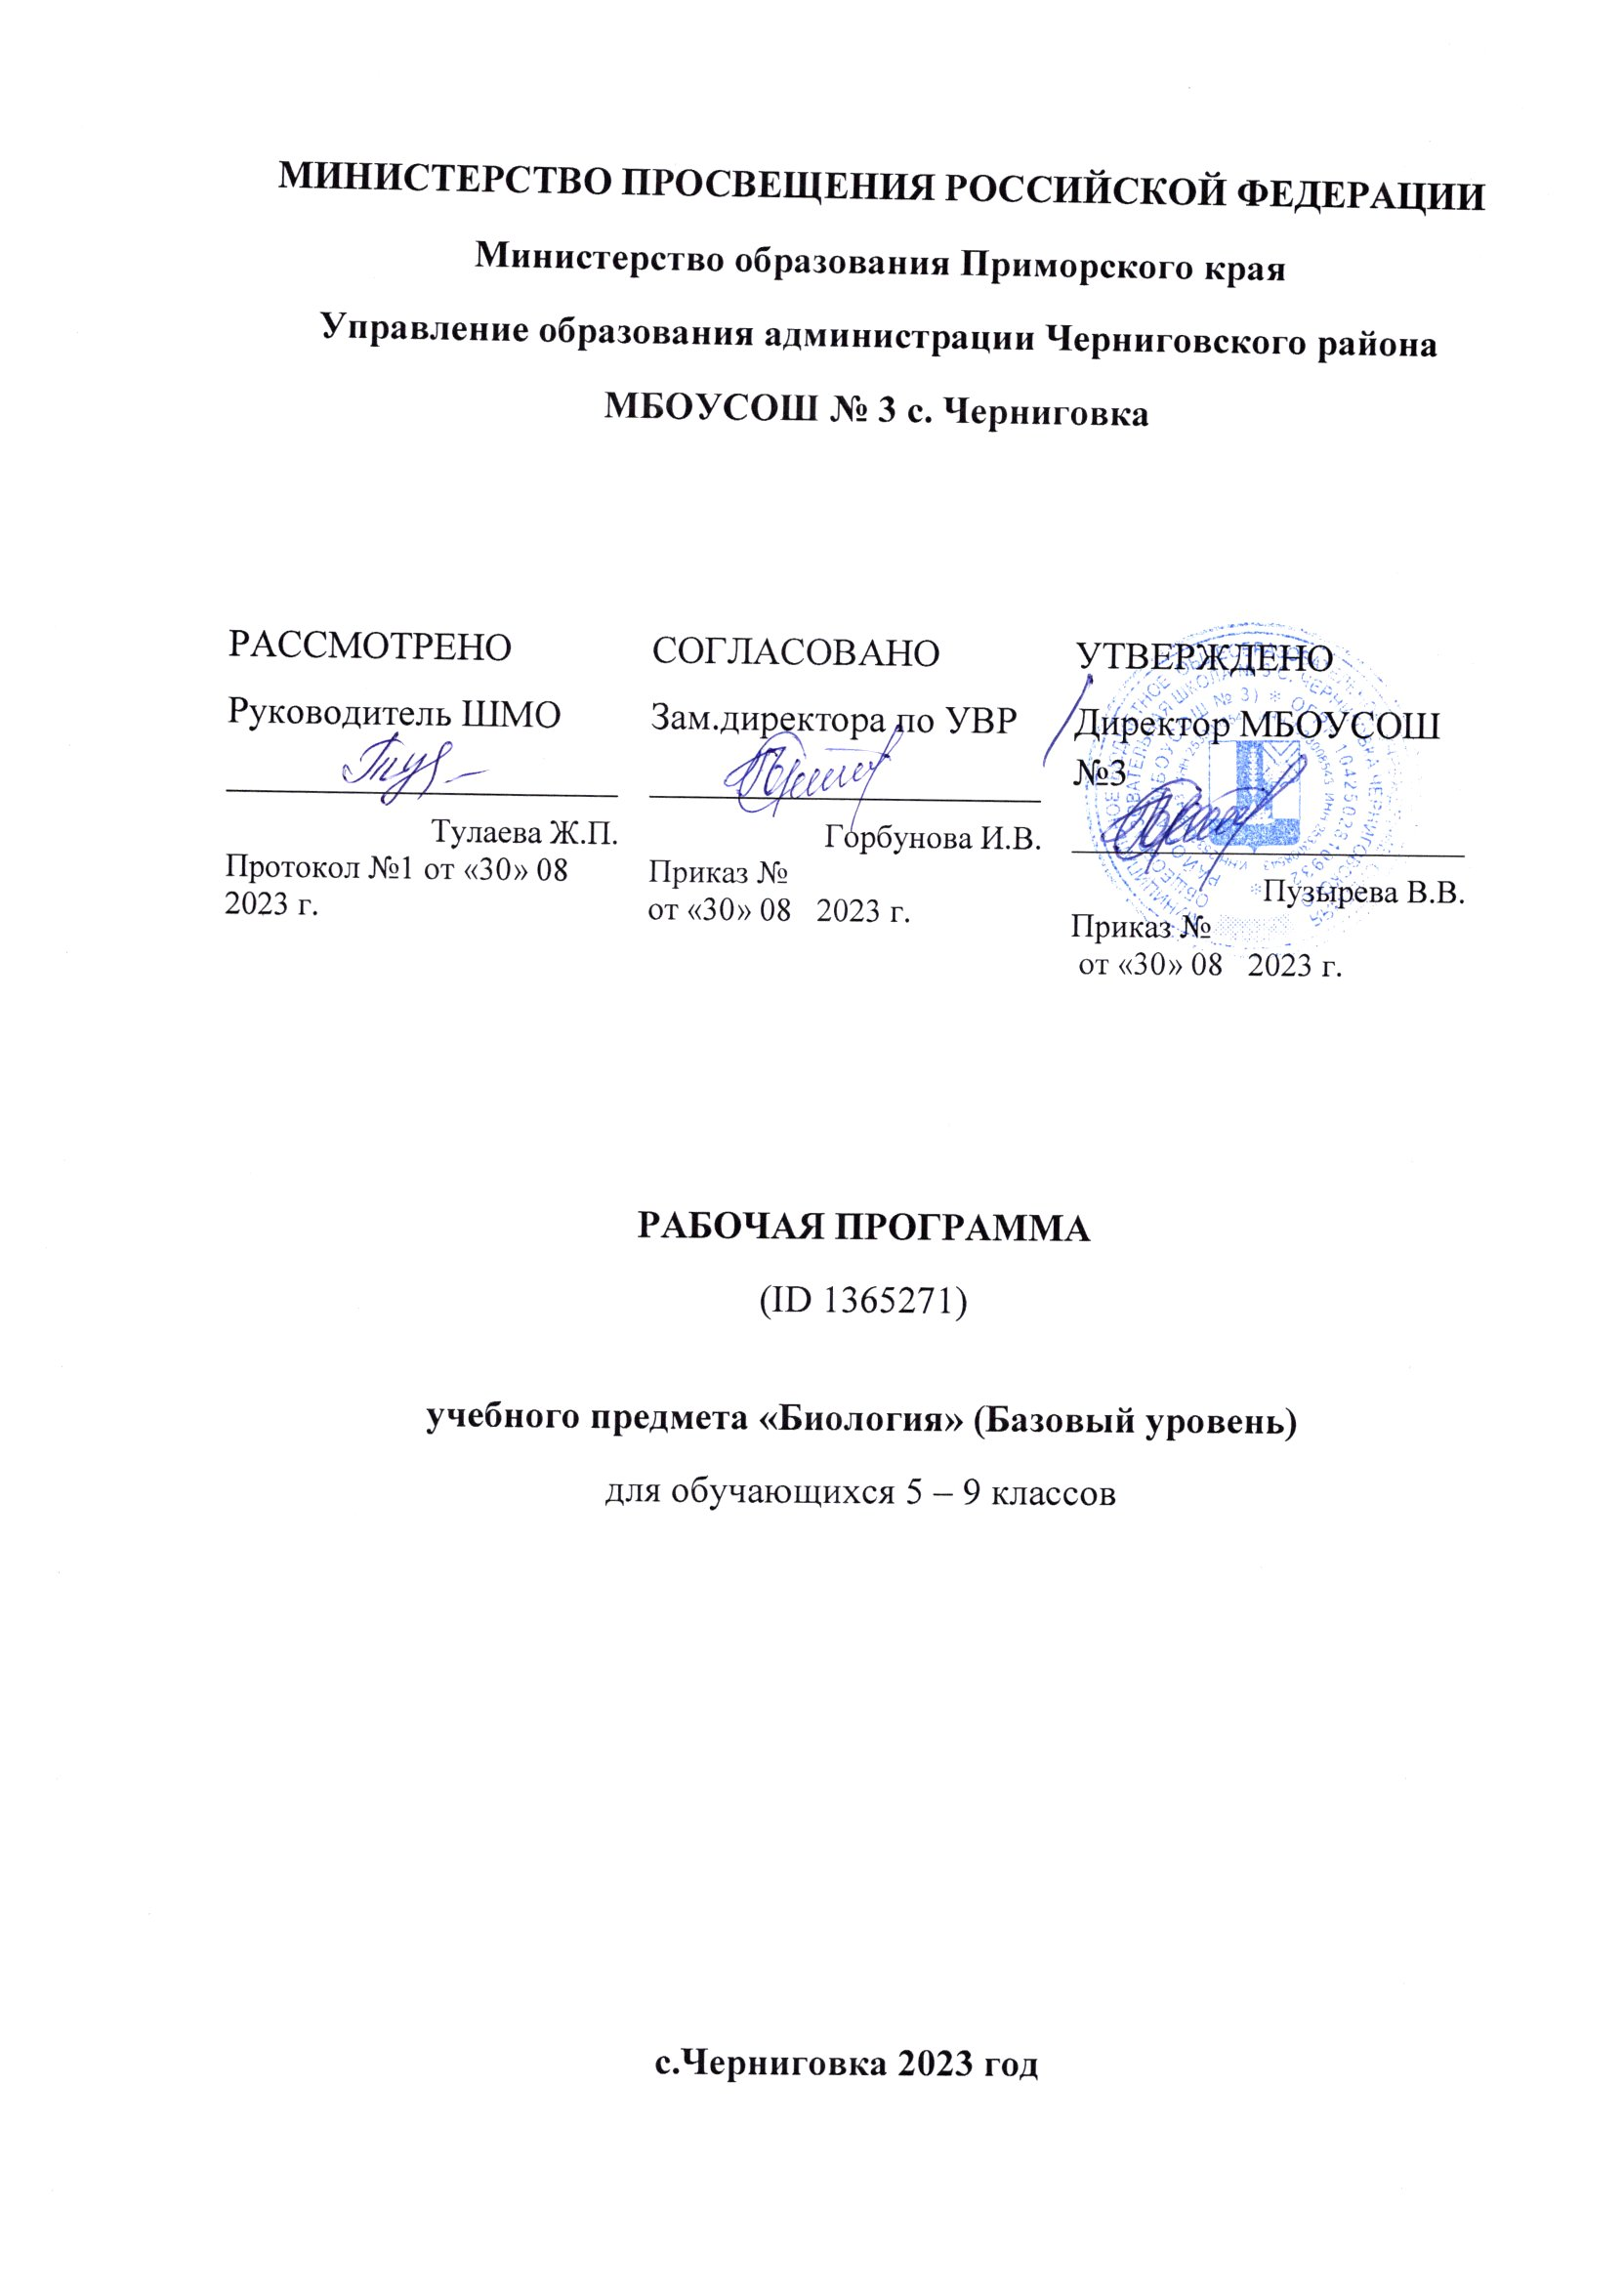 МИНИСТЕРСТВО ПРОСВЕЩЕНИЯ РОССИЙСКОЙ ФЕДЕРАЦИИ
Министерство образования Приморского края
Управление образования администрации Черниговского района
МБОУСОШ № 3 с. Черниговка
РАССМОТРЕНО
Руководитель ШМО
Тулаева Ж.П.
Протокол №1 от «30» 08
2023 г.
СОГЛАСОВАНО
Зам.директора по УВР
Горбунова И.В.
Приказ №
от «30» 08 2023 г.
УТВЕРЖДЕНО
Директор МБОУСОШ
№3
Пузырева В.В.
Приказ №
от «30» 08 2023 г.
РАБОЧАЯ ПРОГРАММА
(ID 1365271)
учебного предмета «Биология» (Базовый уровень)
для обучающихся 5 – 9 классов
с.Черниговка 2023 год